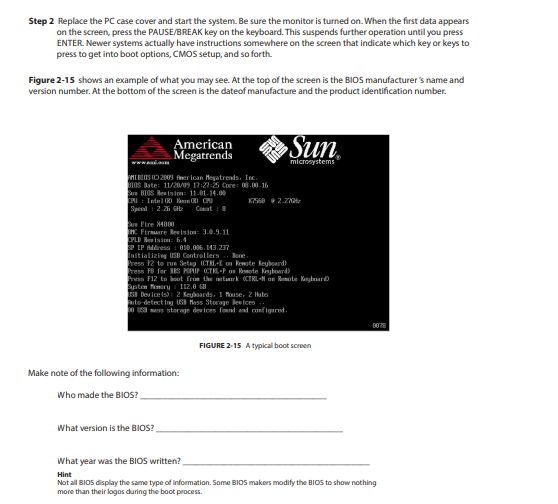 Step 2 Replace the PC case cover and start the system. Be sure the monitor is turned on. When the first data appears
on the screen, press the PAUSE/BREAK key on the keyboard. This suspends further operation until you press
ENTER. Newer systems actually have instructions somewhere on the screen that indicate which key or keys to
press to get into boot options, CMOS setup, and so forth.
Figure 2-15 shows an example of what you may see. At the top of the screen is the BIOS manufacturer's name and
version number. At the bottom of the screen is the dateof manufacture and the product identification number.
American
Megatrends
www.ami.com
Sun
microsystems
AMIBIOS(C)2009 American Megatrends, Inc.
BIOS Date: 11/20/09 17:27:25 Core: 08.00.16
Sun BIOS Revision: 11.01.14.00
CPU : Intel(R) Xeon(R) CPU X7560 @ 2.27GHz
Speed : 2.26 GHz Count : 8
Sun Fire X4800
BMC Firmware Revision: 3.0.9.11
CPLD Revision: 6.4
SP IP Address : 010.006.143.237
Initializing USB Controllers .. Done.
Press F2 to run Setup (CTRL+E on Remote Keyboard)
Press F8 for BBS POPUP (CTRL+P on Remote Keyboard)
Press F12 to boot from the network (CTRL+N on Remote Keyboard)
System Memory : 112.0 GB
USB Device(s) : 2 Keyboards, 1 Mouse, 2 Hubs
Auto-detecting USB Mass Storage Devices ..
00 USB mass storage devices found and configured.
0078
FIGURE 2-15 A typical boot screen
Make note of the following information:
Who made the BIOS?
What version is the BIOS?
What year was the BIOS written?
Hint
Not all BIOS display the same type of information. Some BIOS makers modify the BIOS to show nothing
more than their logos during the boot process.